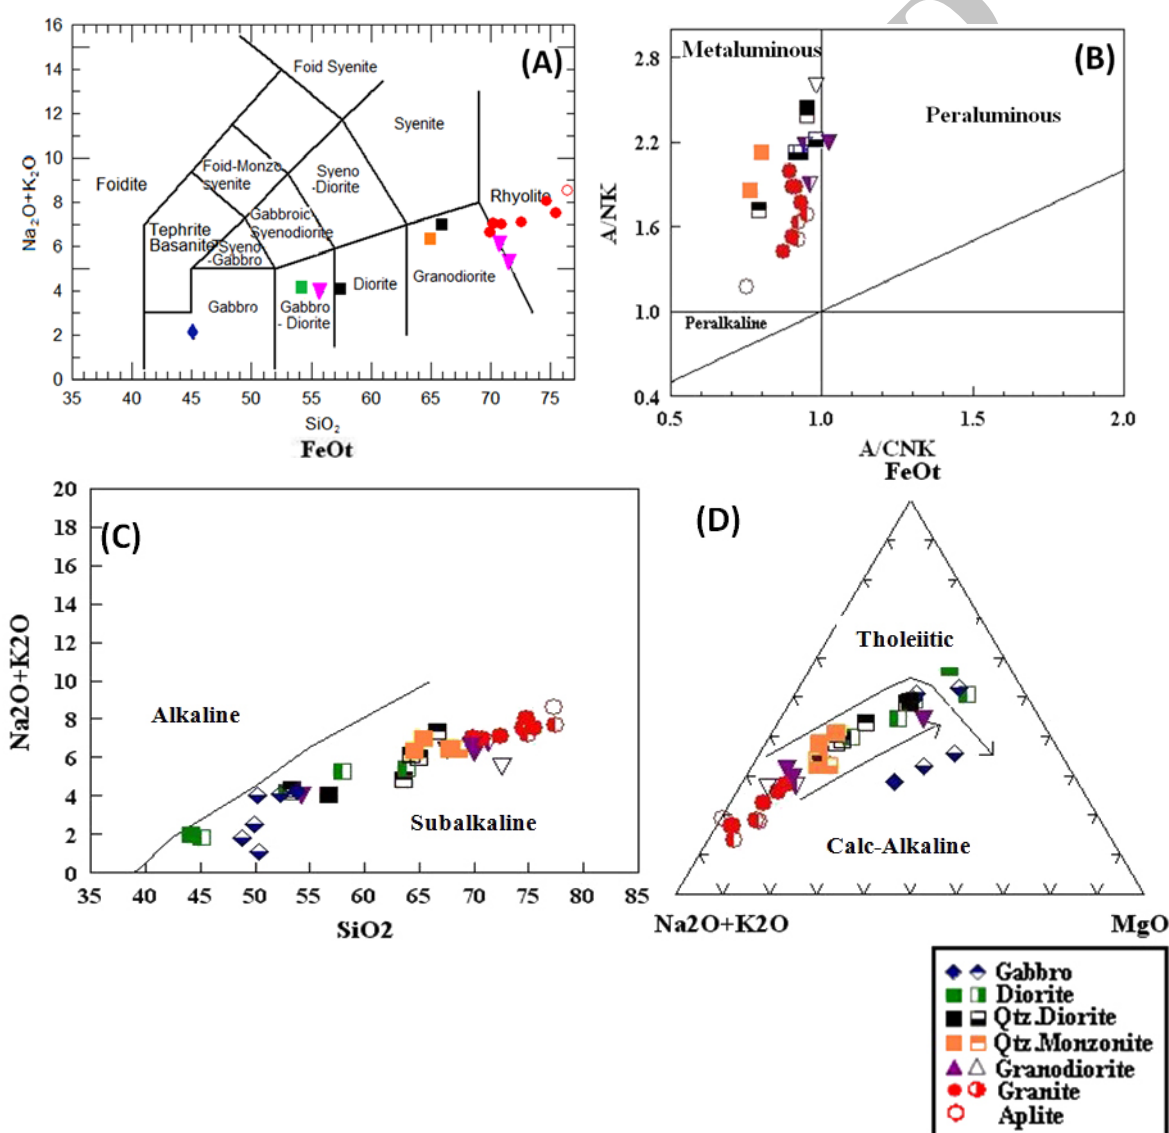 (A)
16
14
12
10
8
6
4
2
0
Na2O+K2O
Foid Syenite
Syenite
Foidite
Foid-Monzo
syenite
Syeno
-Diorite
Rhyolite
Tephrite
Basanite
Gabbroic
Syenodiorite
Syeno
-Gabbro
Gabbro
Gabbro
- Diorite
Diorite
Granodiorite
35 40 45 50 55 60 65 70 75
SiO2
FeOt
(B)
Metaluminous
Peraluminous
Peralkaline
2.8
2.2
1.6
1.0
0.4
A/NK
0.5 1.0 1.5 2.0
A/CNK
FeOt
(C)
20
18
16
14
12
10
8
6
4
2
0
Na2O+K2O
Alkaline
Subalkaline
35 40 45 50 55 60 65 70 75 80 85
SiO2
(D)
Tholeiitic
Calc-Alkaline
Na2O+K2O MgO
Gabbro
Diorite
Qtz.Diorite
Qtz.Monzonite
Granodiorite
Granite
Aplite